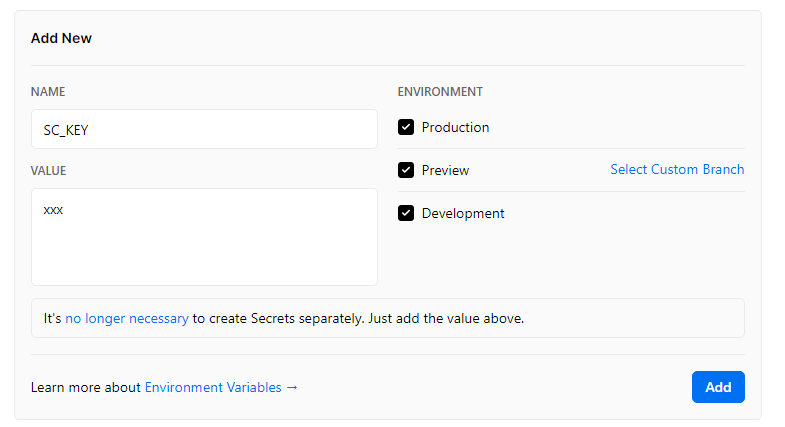 Add New
NAME
SC_KEY
VALUE
xxx
ENVIRONMENT
Production
Preview
Select Custom Branch
Development
It's no longer necessary to create Secrets separately. Just add the value above.
Learn more about Environment Variables →
Add